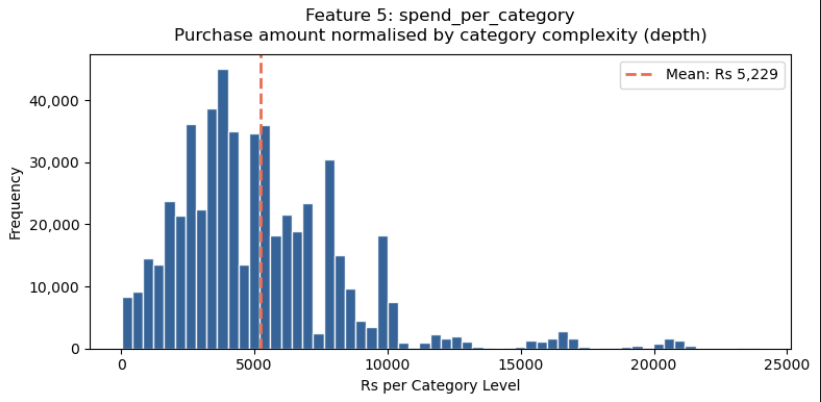 Feature 5: spend_per_category
Purchase amount normalised by category complexity (depth)
Mean: Rs 5,229
Frequency
40,000
30,000
20,000
10,000
0
0 5000 10000 15000 20000 25000
Rs per Category Level